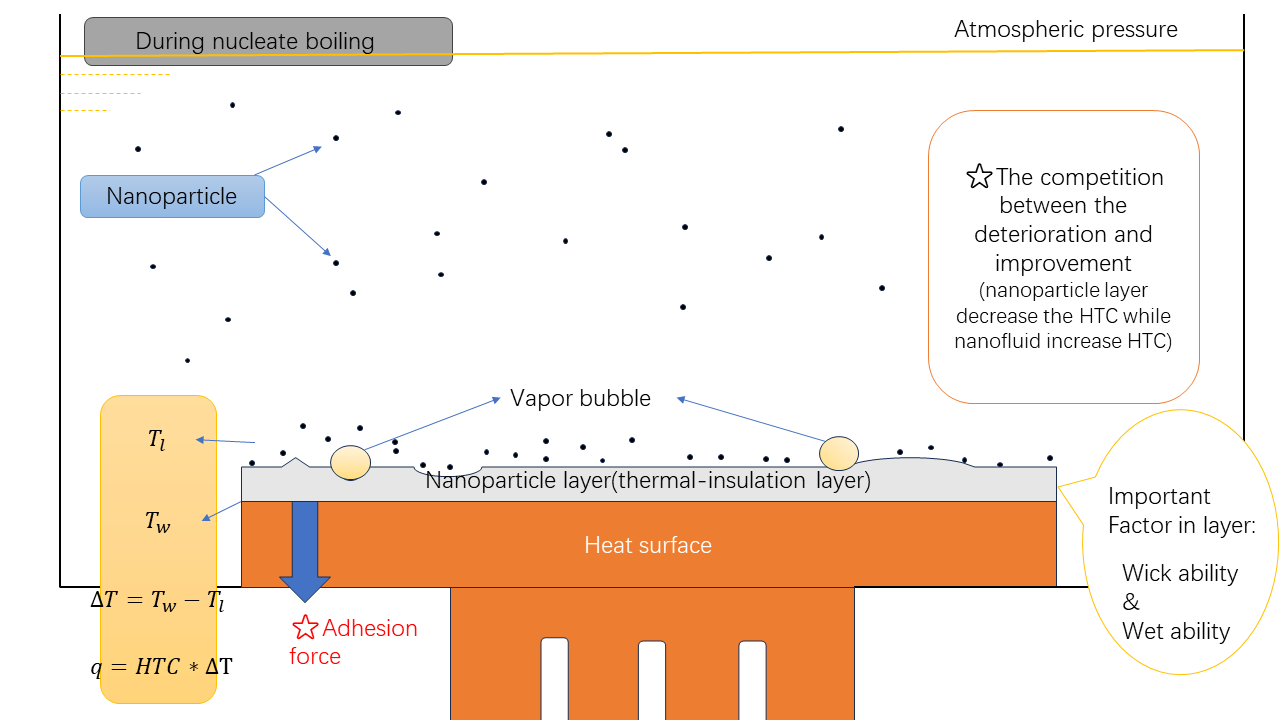 During nucleate boiling
Atmospheric pressure
Nanoparticle
☆The competition
between the
deterioration and
improvement
(nanoparticle layer
decrease the HTC while
nanofluid increase HTC)
Vapor bubble
T_l
T_w
ΔT = T_w − T_l
q = HTC ∗ ΔT
Nanoparticle layer(thermal-insulation layer)
Heat surface
☆Adhesion
force
Important
Factor in layer:
Wick ability
&
Wet ability